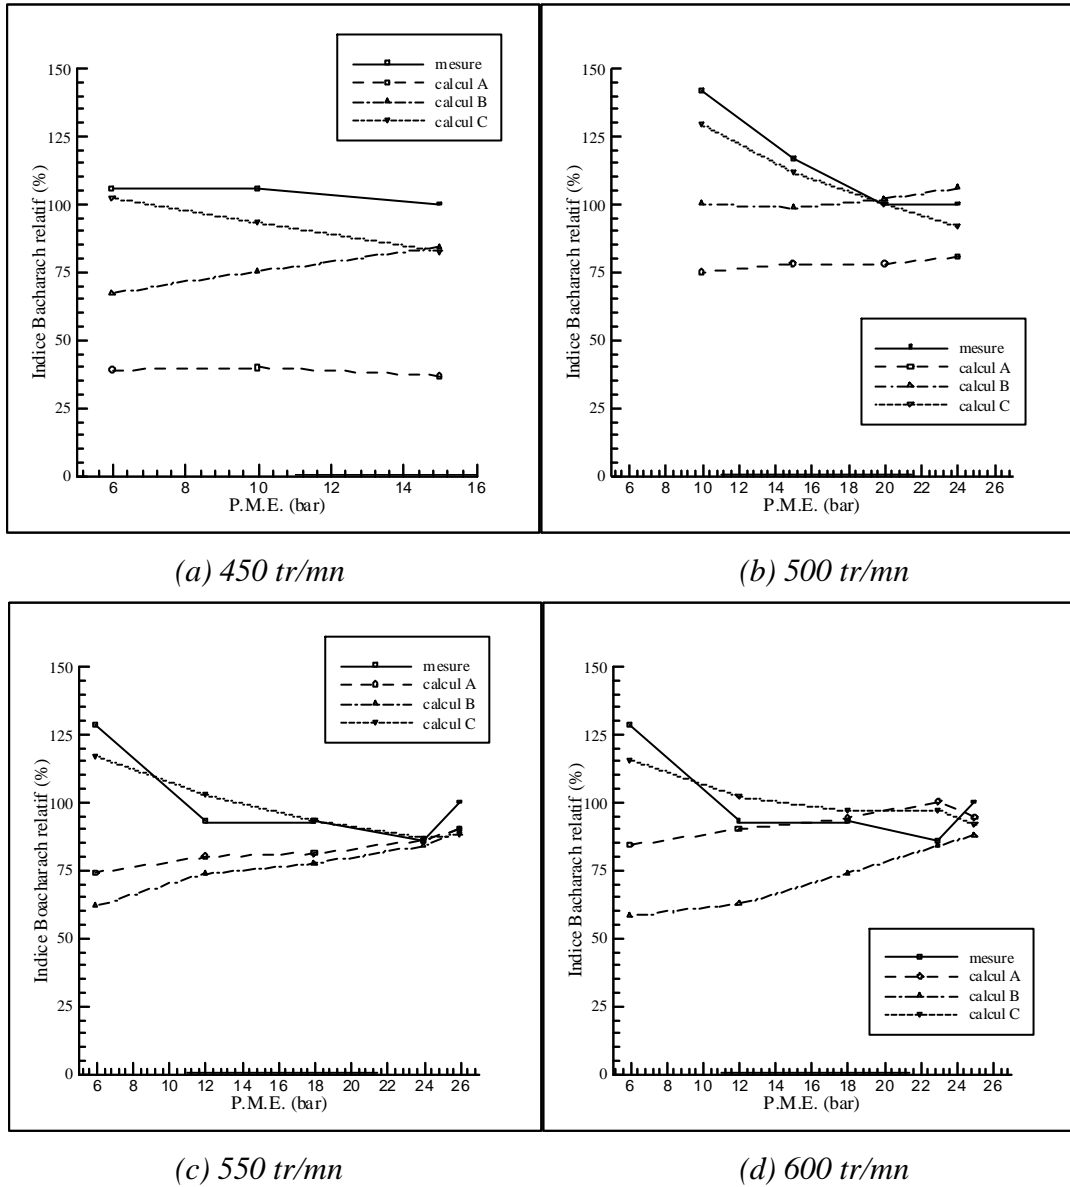 mesure
calcul A
calcul B
calcul C
150
125
100
75
50
25
0
Indice Bacharach relatif (%)
6 8 10 12 14 16
P.M.E. (bar)
(a) 450 tr/mn
150
125
100
75
50
25
0
Indice Bacharach relatif (%)
mesure
calcul A
calcul B
calcul C
6 8 10 12 14 16 18 20 22 24 26
P.M.E. (bar)
(b) 500 tr/mn
mesure
calcul A
calcul B
calcul C
150
125
100
75
50
25
0
Indice Boacharach relatif (%)
6 8 10 12 14 16 18 20 22 24 26
P.M.E. (bar)
(c) 550 tr/mn
150
125
100
75
50
25
0
Indice Bacharach relatif (%)
mesure
calcul A
calcul B
calcul C
6 8 10 12 14 16 18 20 22 24 26
P.M.E. (bar)
(d) 600 tr/mn